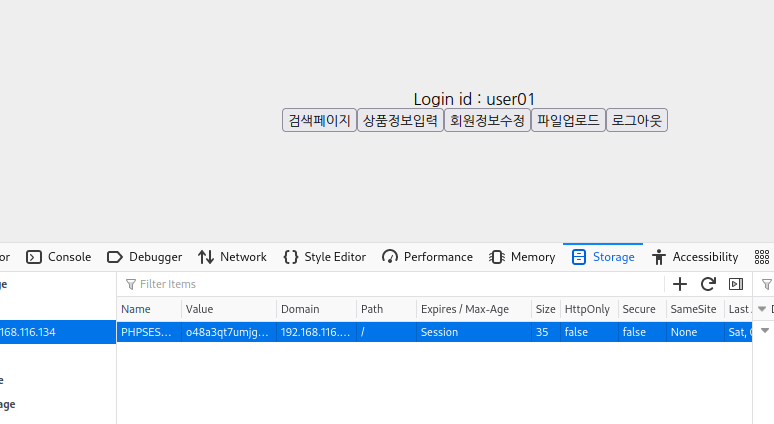 Login id : user01
검색페이지 상품정보입력 회원정보수정 파일업로드 로그아웃
or Console Debugger Network Style Editor Performance Memory Storage Accessibility
ge Filter Items
Name Value Domain Path Expires / Max-Age Size HttpOnly Secure SameSite Last
168.116.134 PHPSES... o48a3qt7umjg... 192.168.116.... / Session 35 false false None Sat,
e
age